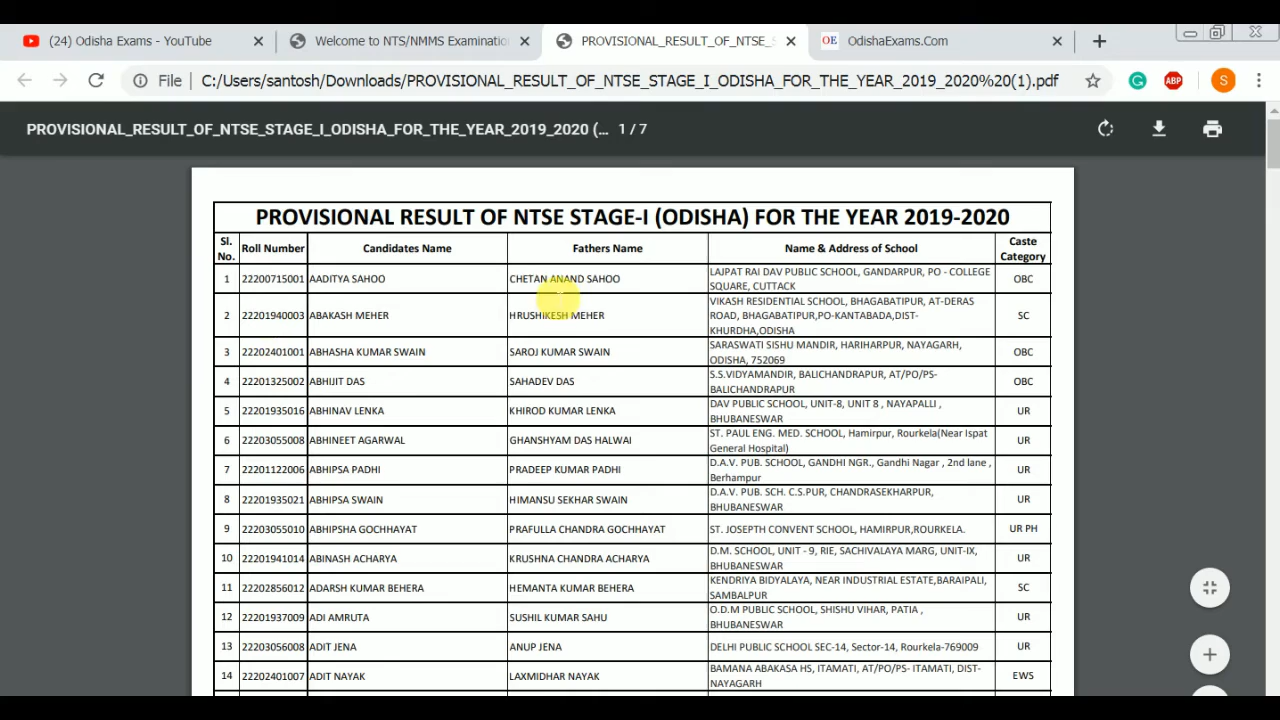 (24) Odisha Exams - YouTube
Welcome to NTS/NMMS Examinatio
PROVISIONAL_RESULT_OF_NTSE_S
OE OdishaExams.Com
File C:/Users/santosh/Downloads/PROVISIONAL_RESULT_OF_NTSE_STAGE_I_ODISHA_FOR_THE_YEAR_2019_2020%20(1).pdf
ABP
S
PROVISIONAL_RESULT_OF_NTSE_STAGE_I_ODISHA_FOR_THE_YEAR_2019_2020 (... 1 / 7
PROVISIONAL RESULT OF NTSE STAGE-I (ODISHA) FOR THE YEAR 2019-2020
Sl. No. Roll Number Candidates Name Fathers Name Name & Address of School Caste Category
1 22200715001 AADITYA SAHOO CHETAN ANAND SAHOO LAJPAT RAI DAV PUBLIC SCHOOL, GANDARPUR, PO - COLLEGE
SQUARE, CUTTACK OBC
2 22201940003 ABAKASH MEHER HRUSHIKESH MEHER VIKASH RESIDENTIAL SCHOOL, BHAGABATIPUR, AT-DERAS
ROAD, BHAGABATIPUR,PO-KANTABADA,DIST-
KHURDHA,ODISHA SC
3 22202401001 ABHASHA KUMAR SWAIN SAROJ KUMAR SWAIN SARASWATI SISHU MANDIR, HARIHARPUR, NAYAGARH,
ODISHA, 752069 OBC
4 22201325002 ABHIJIT DAS SAHADEV DAS S.S.VIDYAMANDIR, BALICHANDRAPUR, AT/PO/PS-
BALICHANDRAPUR OBC
5 22201935016 ABHINAV LENKA KHIROD KUMAR LENKA DAV PUBLIC SCHOOL, UNIT-8, UNIT 8 , NAYAPALLI ,
BHUBANESWAR UR
6 22203055008 ABHINEET AGARWAL GHANSHYAM DAS HALWAI ST. PAUL ENG. MED. SCHOOL, Hamirpur, Rourkela(Near Ispat
General Hospital) UR
7 22201122006 ABHIPSA PADHI PRADEEP KUMAR PADHI D.A.V. PUB. SCHOOL, GANDHI NGR., Gandhi Nagar , 2nd lane ,
Berhampur UR
8 22201935021 ABHIPSA SWAIN HIMANSU SEKHAR SWAIN D.A.V. PUB. SCH. C.S.PUR, CHANDRASEKHARPUR,
BHUBANESWAR UR
9 22203055010 ABHIPSHA GOCHHAYAT PRAFULLA CHANDRA GOCHHAYAT ST. JOSEPTH CONVENT SCHOOL, HAMIRPUR,ROURKELA. UR PH
10 22201941014 ABINASH ACHARYA KRUSHNA CHANDRA ACHARYA D.M. SCHOOL, UNIT - 9, RIE, SACHIVALAYA MARG, UNIT-IX,
BHUBANESWAR UR
11 22202856012 ADARSH KUMAR BEHERA HEMANTA KUMAR BEHERA KENDRIYA BIDYALAYA, NEAR INDUSTRIAL ESTATE,BARAIPALI,
SAMBALPUR SC
12 22201937009 ADI AMRUTA SUSHIL KUMAR SAHU O.D.M PUBLIC SCHOOL, SHISHU VIHAR, PATIA ,
BHUBANESWAR UR
13 22203056008 ADIT JENA ANUP JENA DELHI PUBLIC SCHOOL SEC-14, Sector-14, Rourkela-769009 UR
14 22202401007 ADIT NAYAK LAXMIDHAR NAYAK BAMANA ABAKASA HS, ITAMATI, AT/PO/PS- ITAMATI, DIST-
NAYAGARH EWS